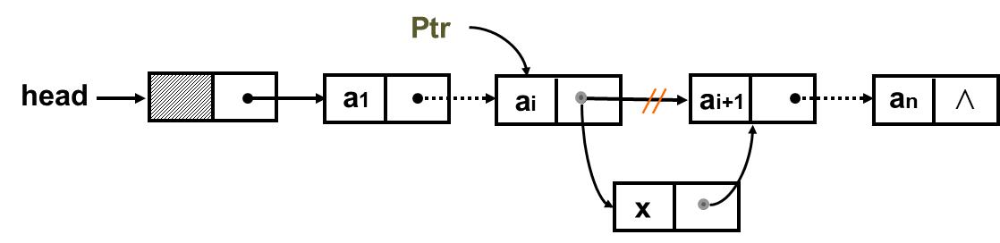 Ptr
head a1 ai ai+1 an ∧
x